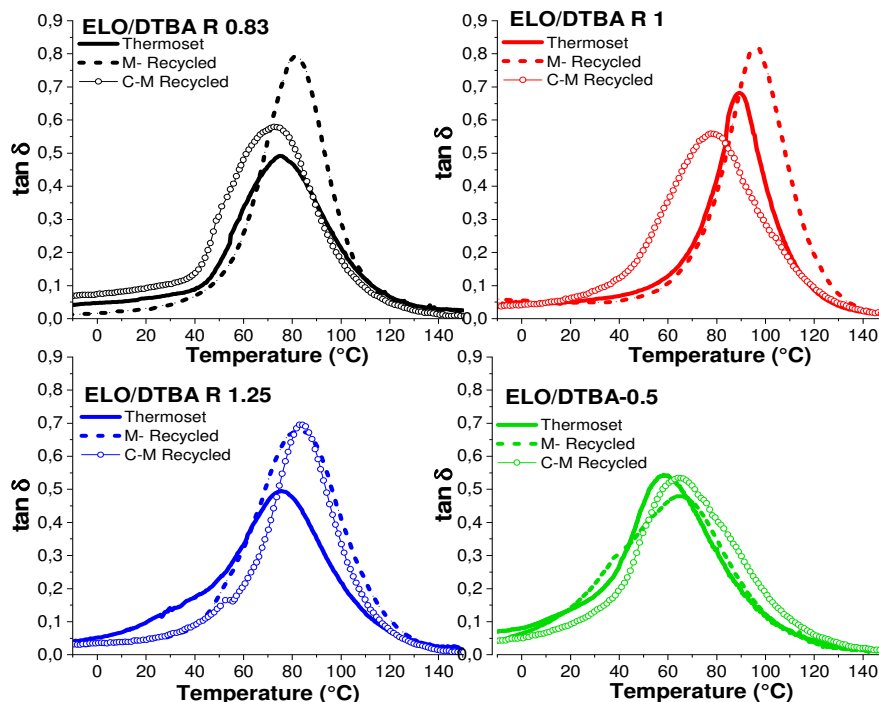 ELO/DTBA R 0.83
Thermoset
M- Recycled
C-M Recycled
tan δ
0,8
0,7
0,6
0,5
0,4
0,3
0,2
0,1
0,0
0 20 40 60 80 100 120 140
Temperature (°C)
ELO/DTBA R 1
Thermoset
M- Recycled
C-M Recycled
tan δ
0,9
0,8
0,7
0,6
0,5
0,4
0,3
0,2
0,1
0,0
0 20 40 60 80 100 120 140
Temperature (°C)
ELO/DTBA R 1.25
Thermoset
M- Recycled
C-M Recycled
tan δ
0,9
0,8
0,7
0,6
0,5
0,4
0,3
0,2
0,1
0,0
0 20 40 60 80 100 120 140
Temperature (°C)
ELO/DTBA-0.5
Thermoset
M- Recycled
C-M Recycled
tan δ
0,9
0,8
0,7
0,6
0,5
0,4
0,3
0,2
0,1
0,0
0 20 40 60 80 100 120 140
Temperature (°C)